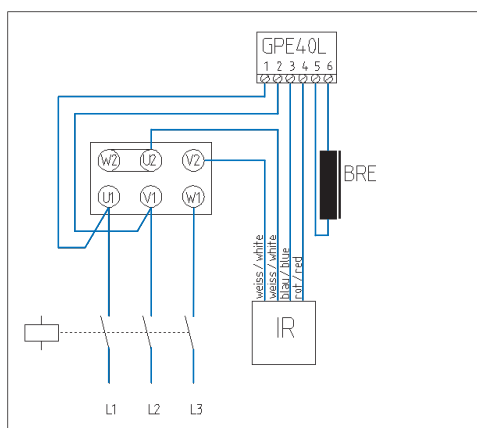 GPE40L
1 2 3 4 5 6
W2 U2 V2
U1 V1 W1
BRE
weiss/white
weiss/white
blau/blue
rot/red
IR
L1 L2 L3